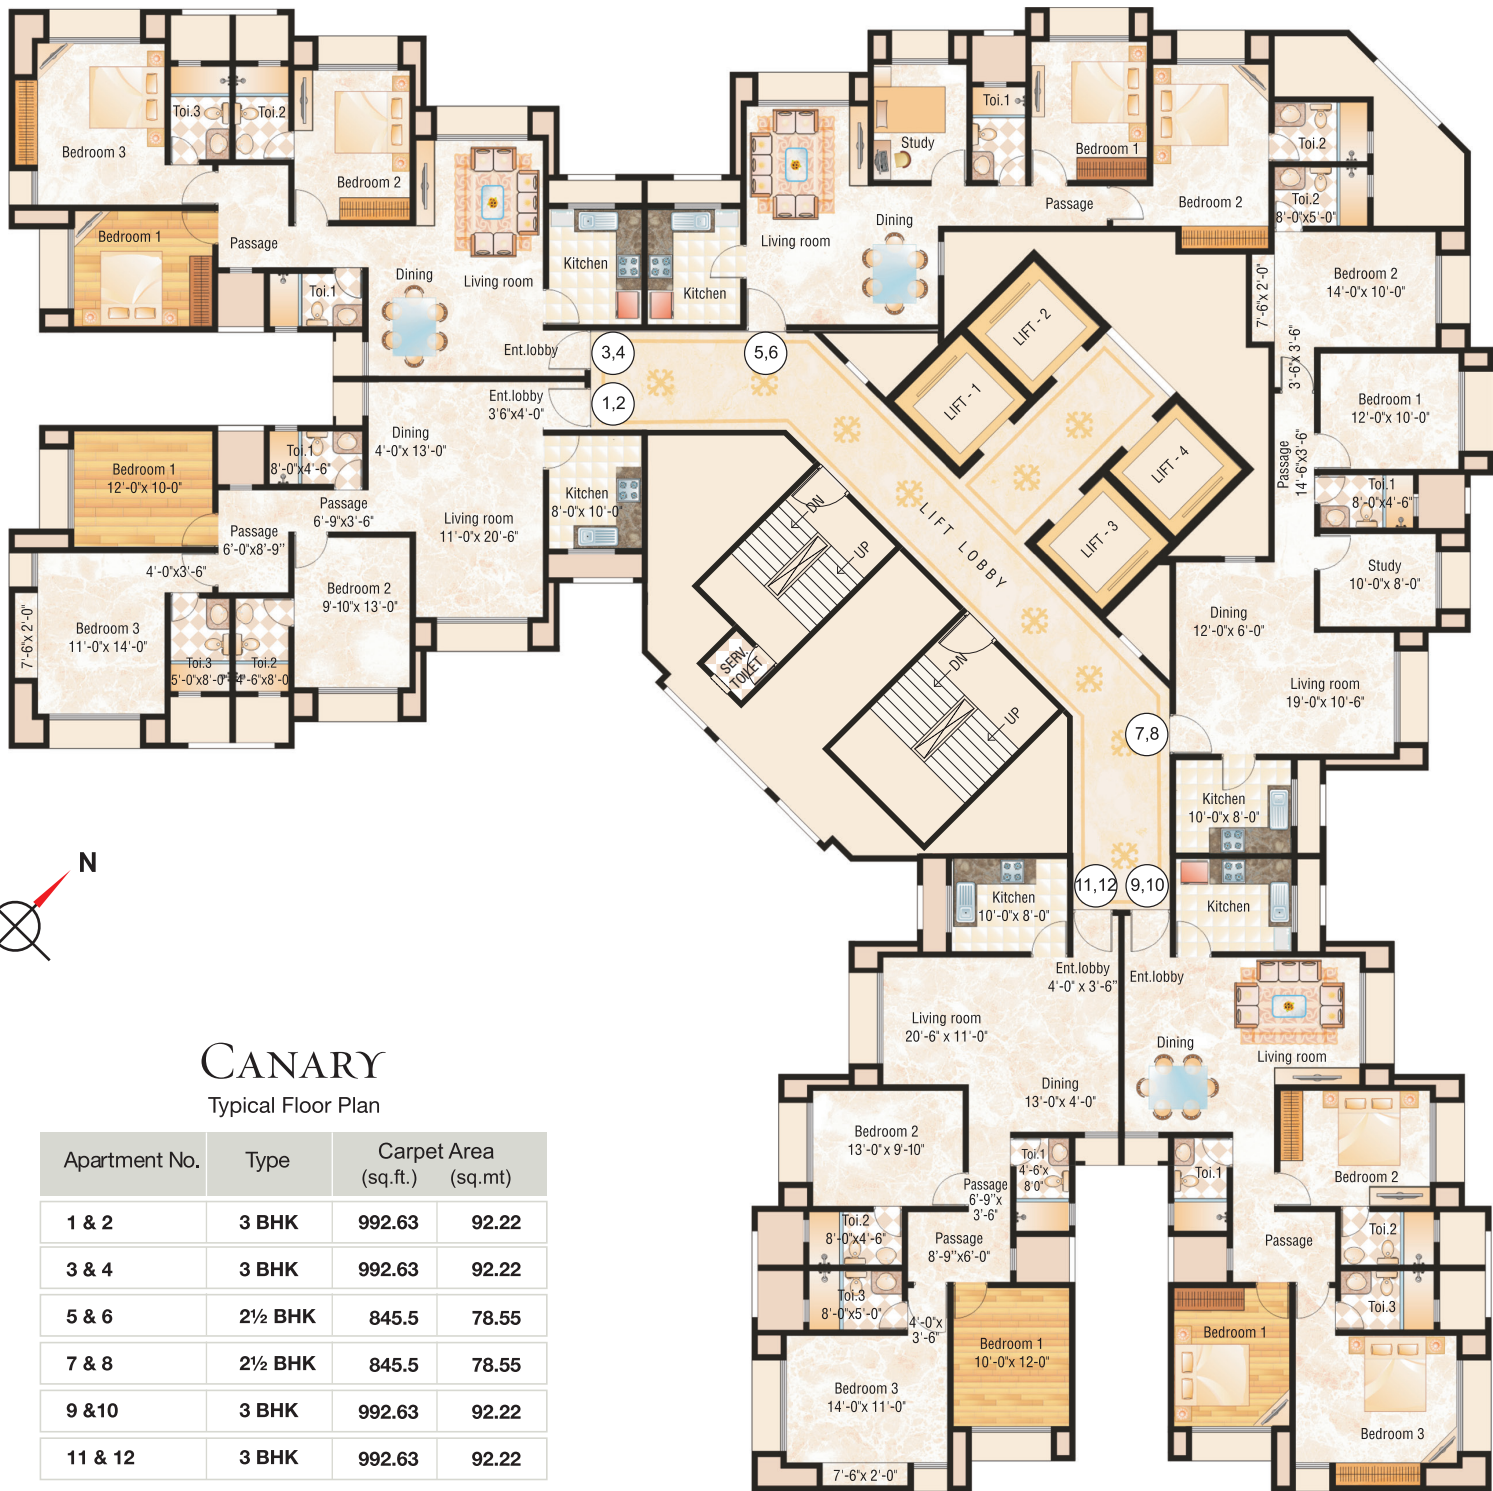 Bedroom 3
Toi.3
Toi.2
Bedroom 2
Bedroom 1
Passage
Toi.1
Dining
Living room
Kitchen
Ent.lobby
3,4
Kitchen
Living room
Dining
5,6
Study
Toi.1
Bedroom 1
Passage
Bedroom 2
Toi.2
LIFT - 2
LIFT - 1
LIFT - 4
LIFT - 3
LIFT LOBBY
Toi.2
8'-0"x5'-0"
Bedroom 2
14'-0"x 10'-0"
7'-6"x 2'-0"
3'-6"x 3'-6"
Bedroom 1
12'-0"x 10'-0"
Passage
14'-6"x3'-6"
Toi.1
8'-0"x4'-6"
Study
10'-0"x 8'-0"
Dining
12'-0"x 6'-0"
Living room
19'-0"x 10'-6"
7,8
Kitchen
10'-0"x 8'-0"
Ent.lobby
3'6"x4'-0"
1,2
Dining
4'-0"x 13'-0"
Bedroom 1
12'-0"x 10-0"
Toi.1
8'-0"x4'-6"
Passage
6'-9"x3'-6"
Passage
6'-0"x8'-9"
Living room
11'-0"x 20'-6"
Kitchen
8'-0"x 10'-0"
4'-0"x3'-6"
Bedroom 2
9'-10"x 13'-0"
Bedroom 3
11'-0"x 14'-0"
7'-6"x 2'-0"
Toi.3
5'-0"x8'-0"
Toi.2
4'-6"x8'-0
DN
UP
SERV.
TOILET
DN
UP
N
11,12
9,10
Kitchen
10'-0"x 8'-0"
Ent.lobby
4'-0" x 3'-6"
Living room
20'-6" x 11'-0"
Dining
13'-0"x 4'-0"
Bedroom 2
13'-0"x 9'-10"
Toi.1
4'-6"x
8'0"
Passage
6'-9"x
3'-6"
Toi.2
8'-0"x4'-6"
Passage
8'-9"x6'-0"
Toi.3
8'-0"x5'-0"
4'-0"x
3'-6"
Bedroom 1
10'-0"x 12-0"
Bedroom 3
14'-0"x 11'-0"
7'-6"x 2'-0"
Kitchen
Ent.lobby
Dining
Living room
Toi.1
Bedroom 2
Passage
Toi.2
Toi.3
Bedroom 1
Bedroom 3
CANARY
Typical Floor Plan
Apartment No. Type Carpet Area
(sq.ft.) (sq.mt)
1 & 2 3 BHK 992.63 92.22
3 & 4 3 BHK 992.63 92.22
5 & 6 2½ BHK 845.5 78.55
7 & 8 2½ BHK 845.5 78.55
9 &10 3 BHK 992.63 92.22
11 & 12 3 BHK 992.63 92.22